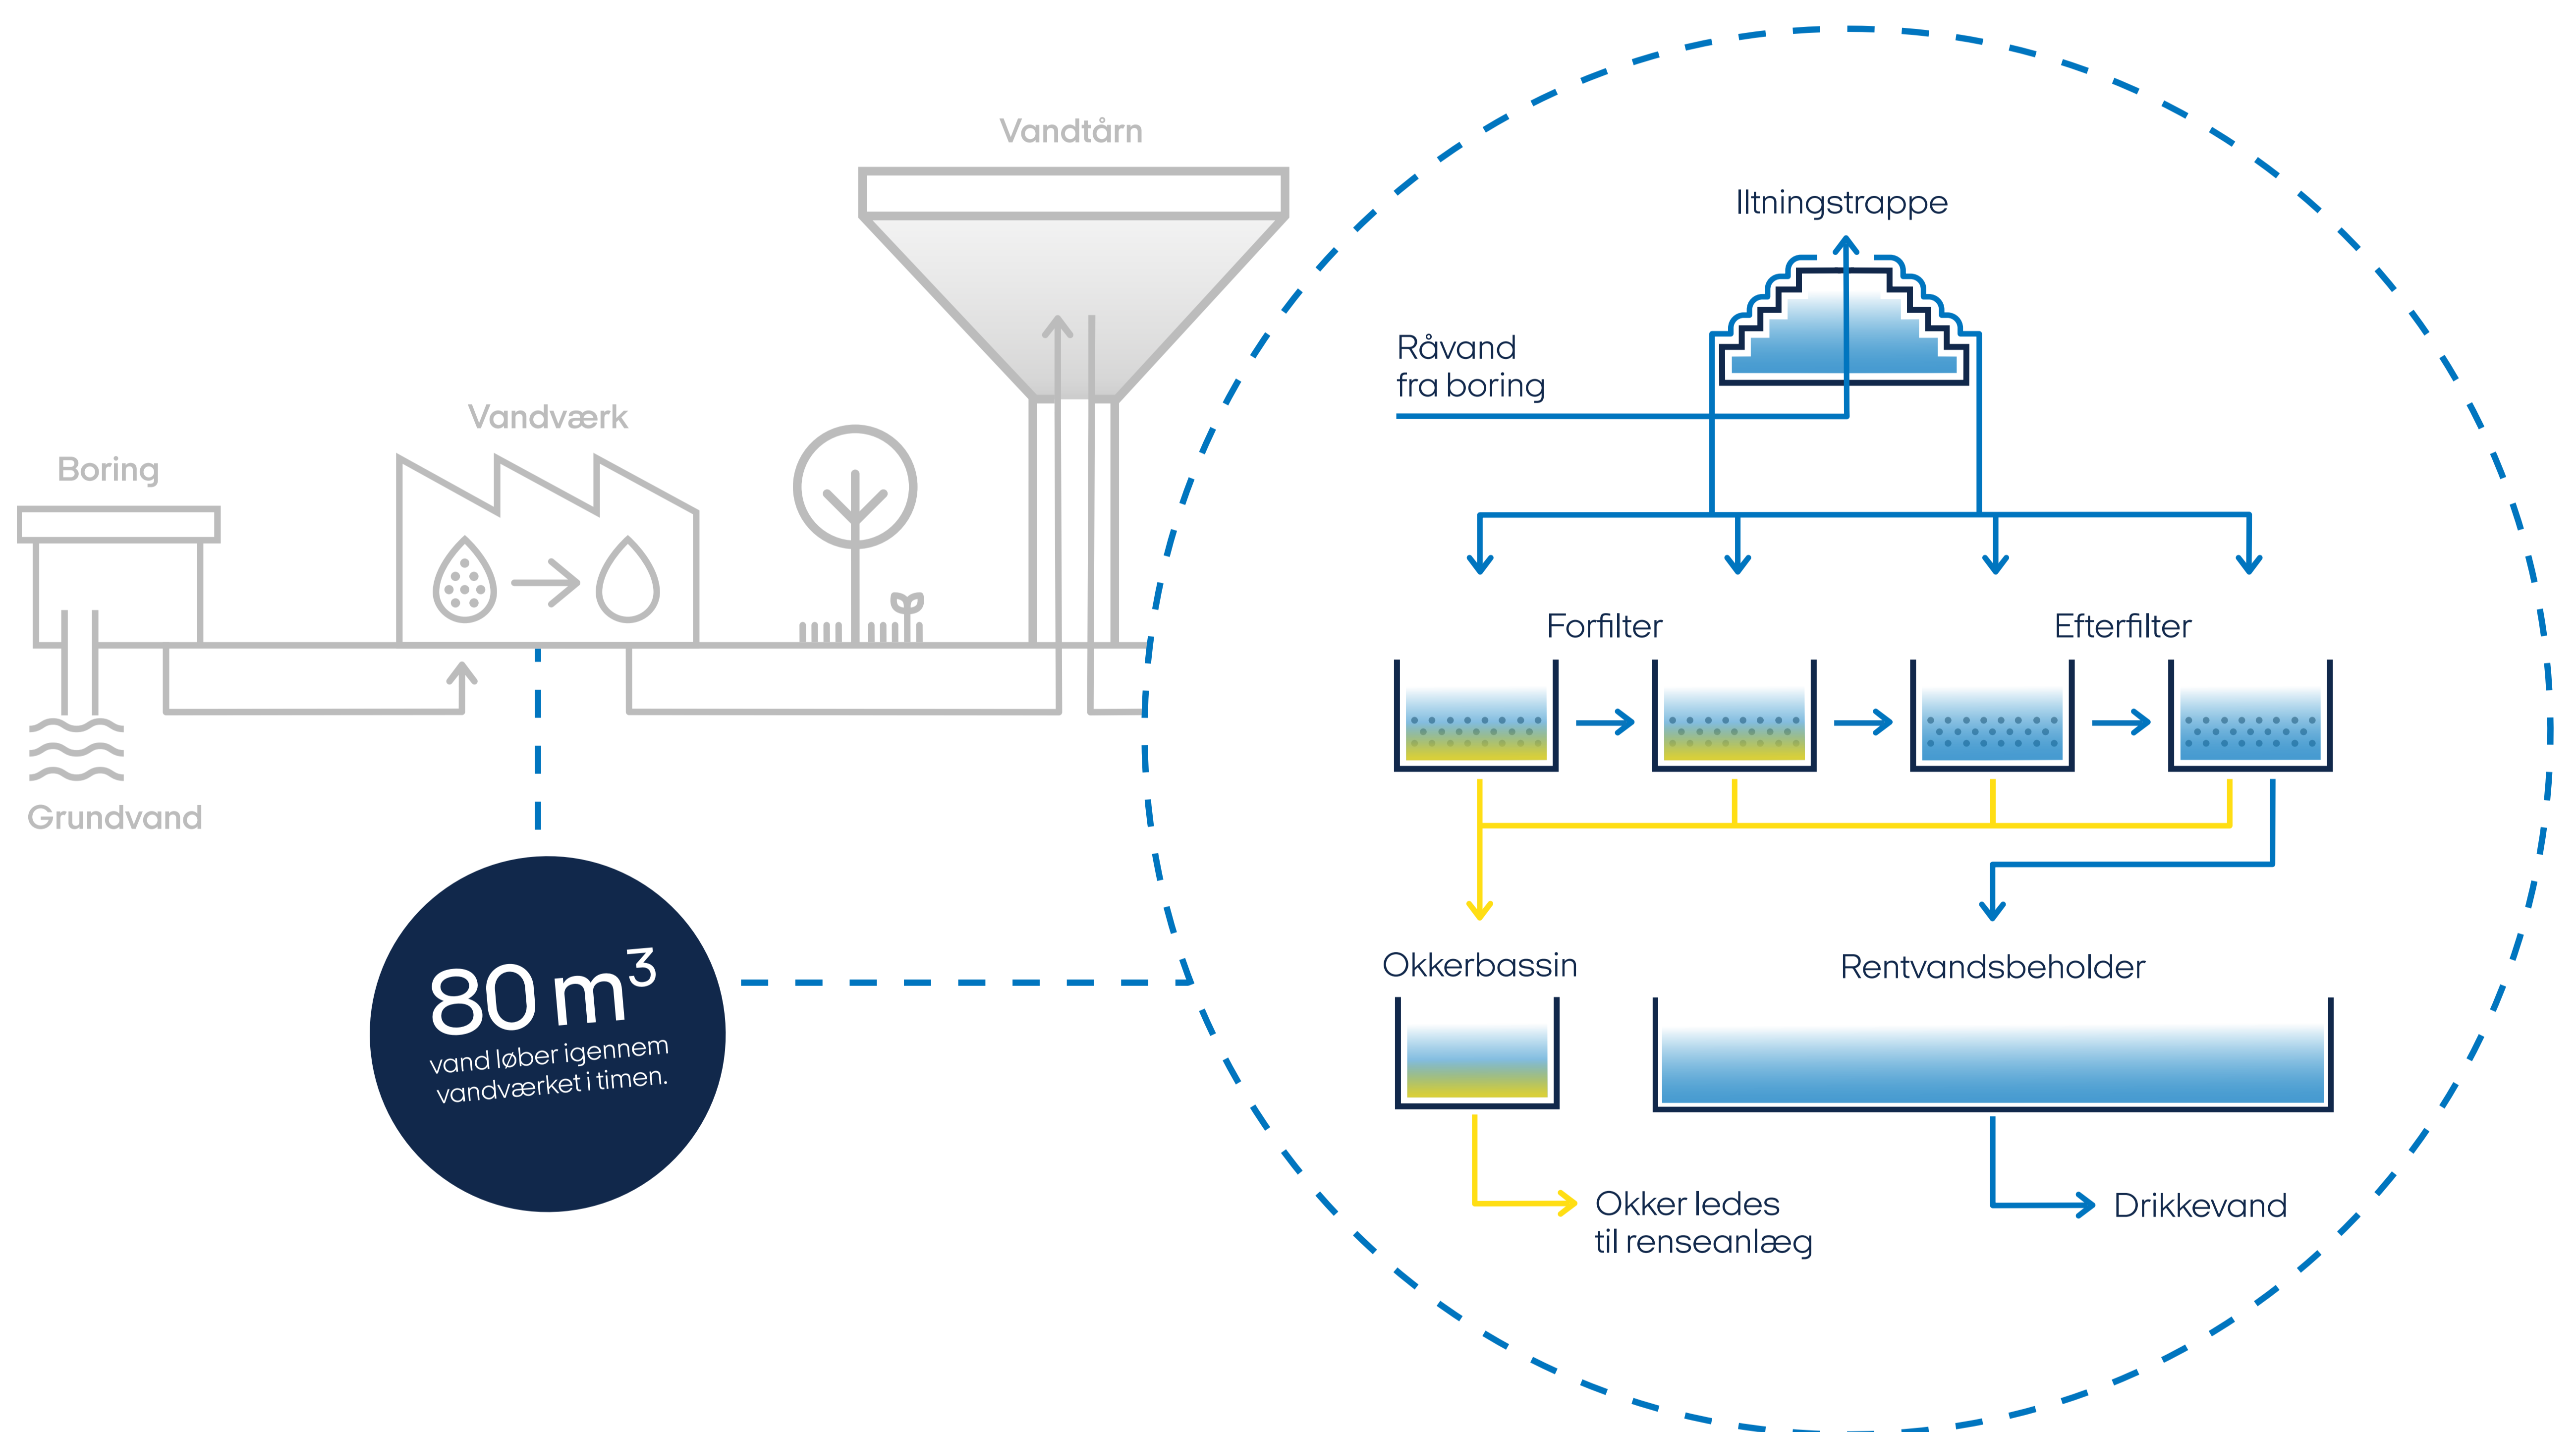 Vandtårn
Vandværk
Boring
Grundvand
80 m³
vand løber igennem
vandværket i timen.
Iltningstrappe
Råvand
fra boring
Forfilter
Efterfilter
Okkerbassin
Rentvandsbeholder
Okker ledes
til renseanlæg
Drikkevand